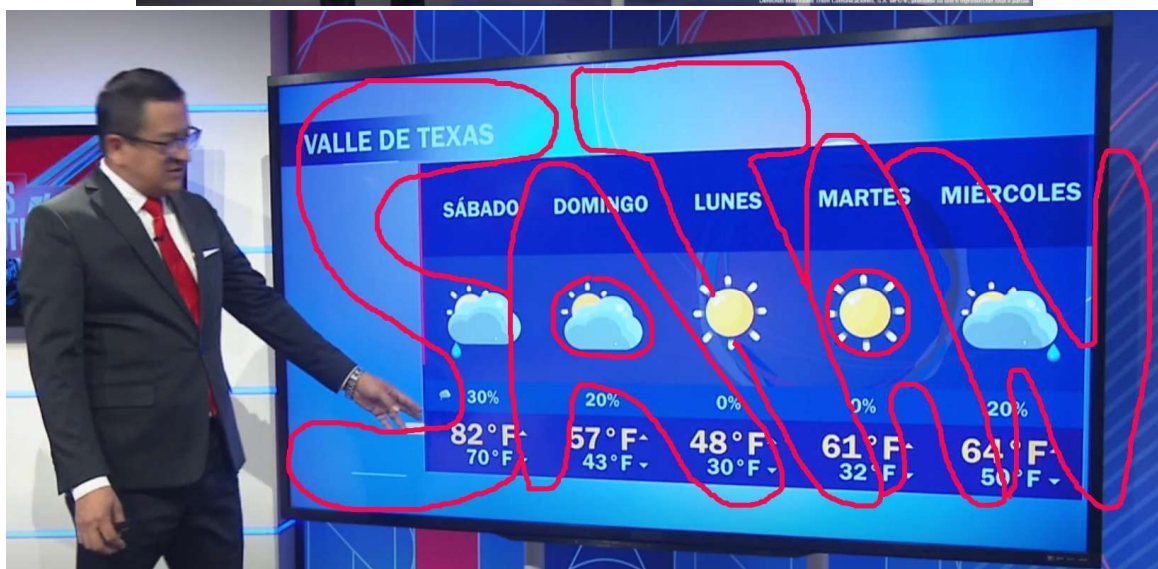 VALLE DE TEXAS
SÁBADO DOMINGO LUNES MARTES MIÉRCOLES
30% 20% 0% 0% 20%
82°F 57°F 48°F 61°F 64°F
70°F 43°F 30°F 32°F 50°F